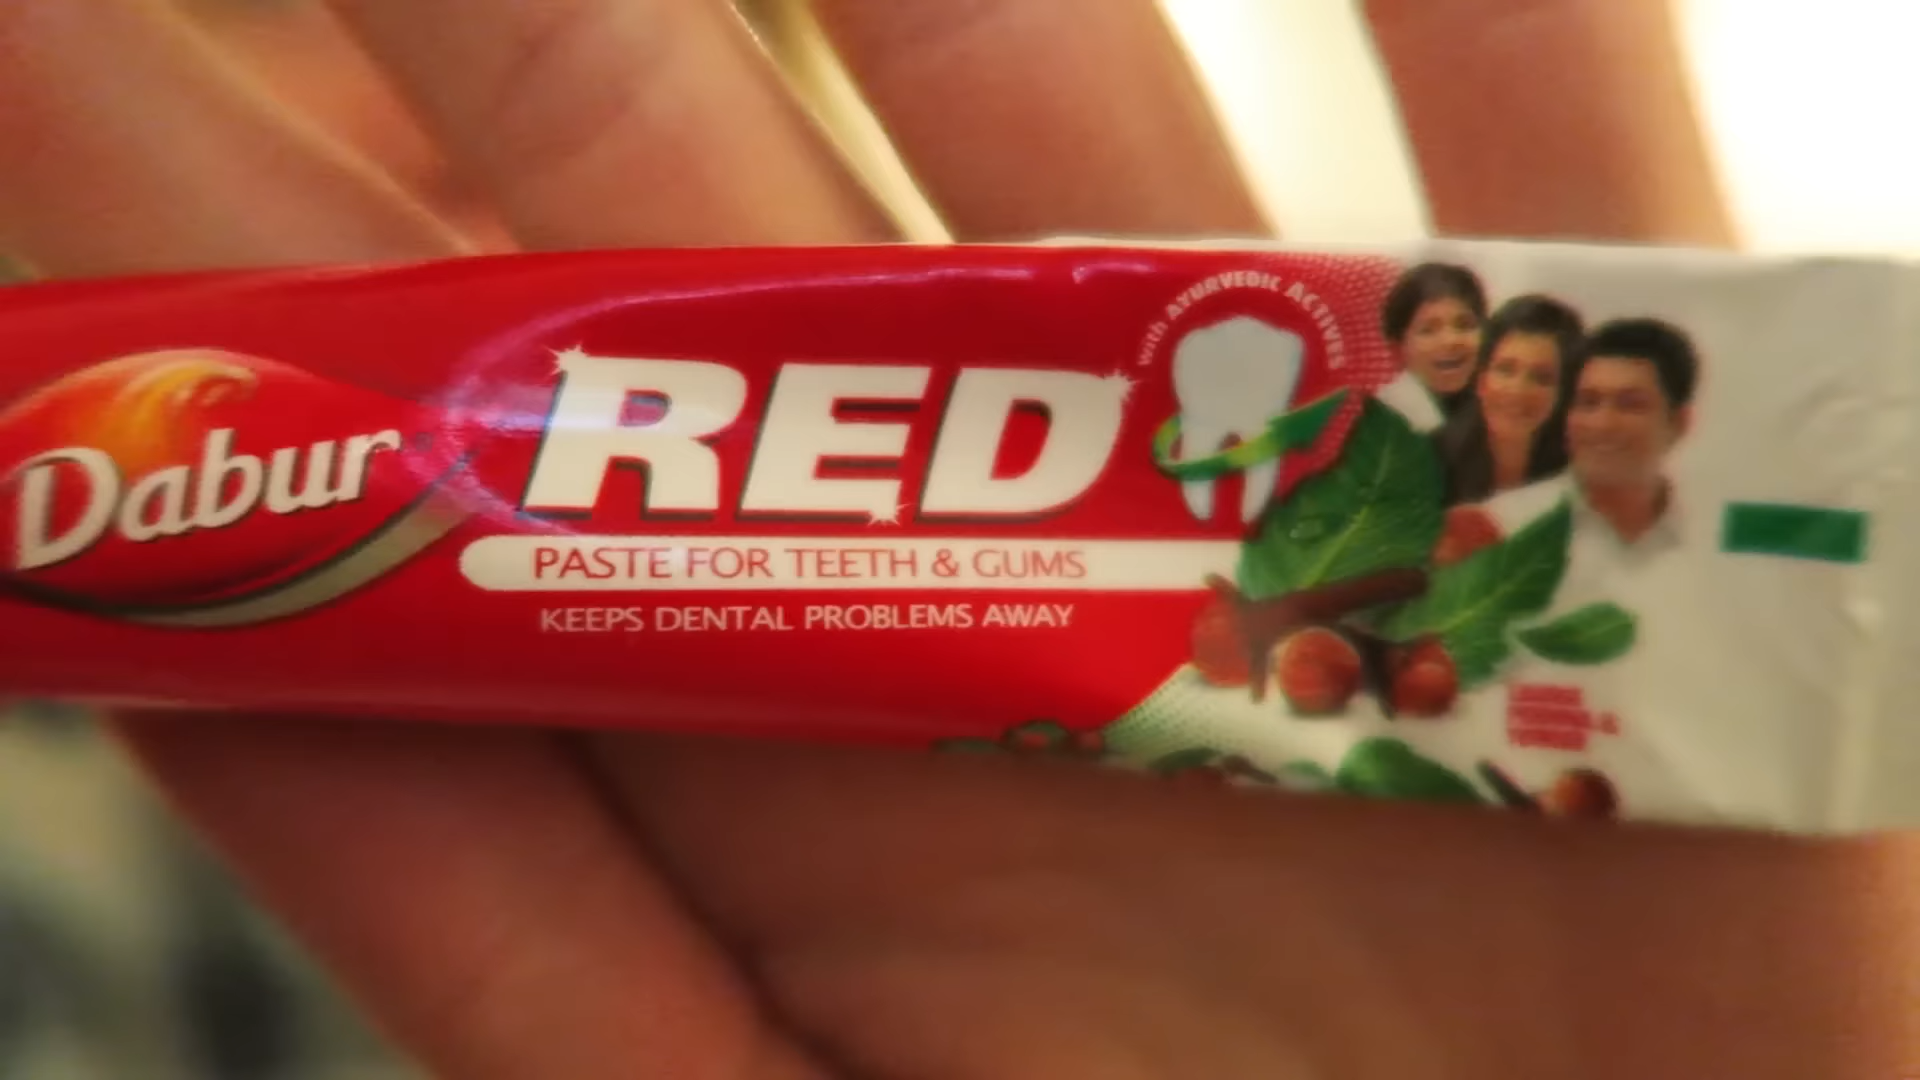 Dabur
RED
PASTE FOR TEETH & GUMS
KEEPS DENTAL PROBLEMS AWAY
with AYURVEDIC ACTIVES